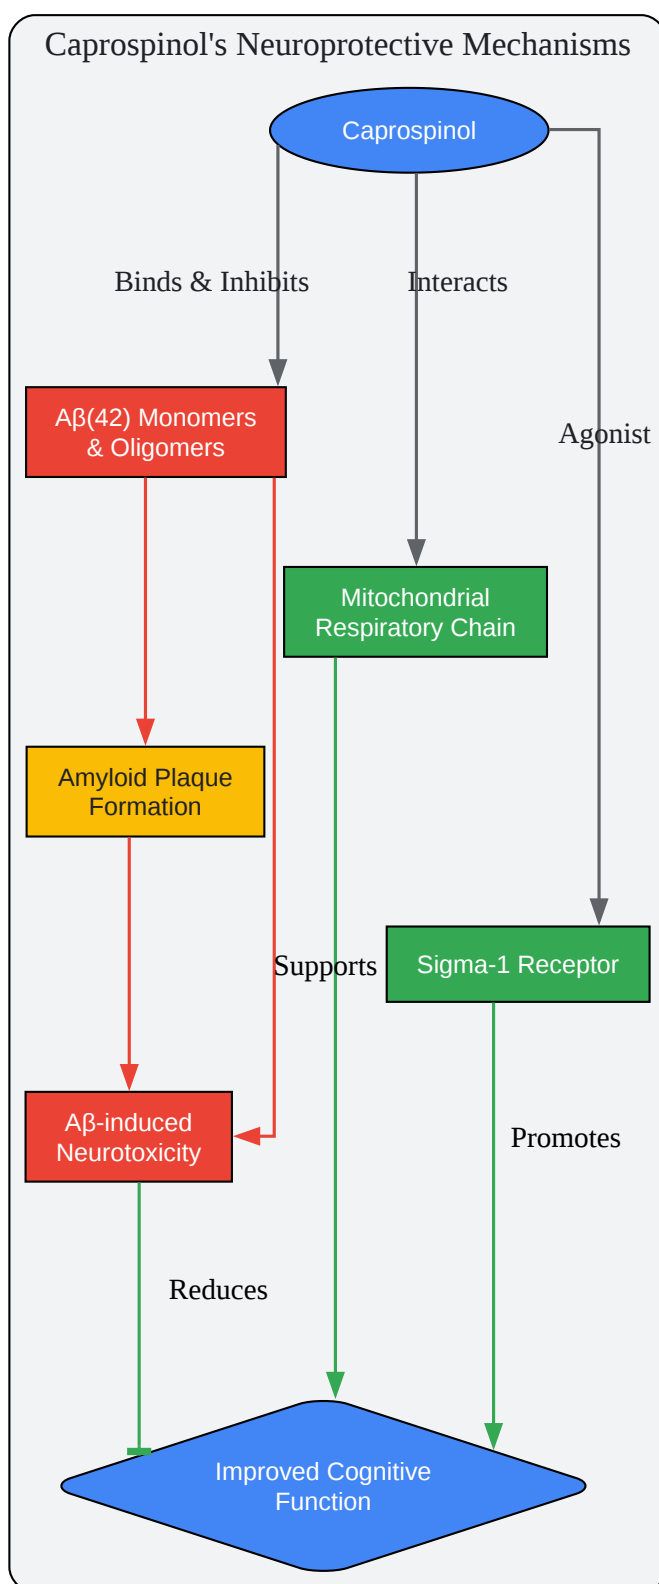 Caprospinol's Neuroprotective Mechanisms
Caprospinol
Binds & Inhibits
Interacts
Aβ(42) Monomers
& Oligomers
Agonist
Mitochondrial
Respiratory Chain
Amyloid Plaque
Formation
Supports
Sigma-1 Receptor
Aβ-induced
Neurotoxicity
Promotes
Reduces
Improved Cognitive
Function